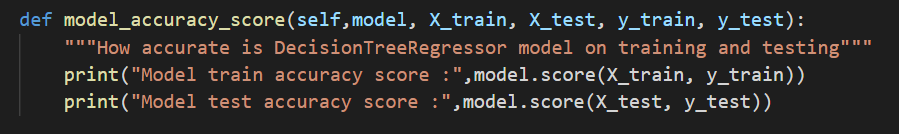 def model_accuracy_score(self,model, X_train, X_test, y_train, y_test):
    """How accurate is DecisionTreeRegressor model on training and testing"""
    print("Model train accuracy score :",model.score(X_train, y_train))
    print("Model test accuracy score :",model.score(X_test, y_test))